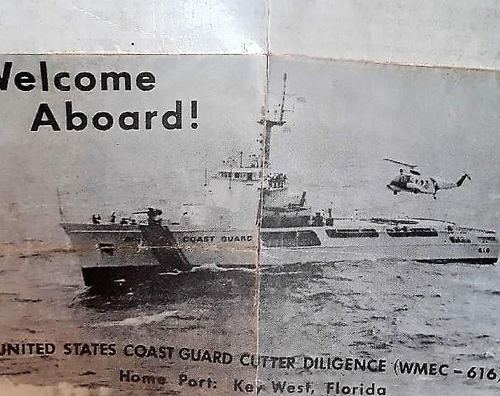 Welcome
Aboard!
COAST GUARD
616
UNITED STATES COAST GUARD CUTTER DILIGENCE (WMEC-616)
Home Port: Key West, Florida